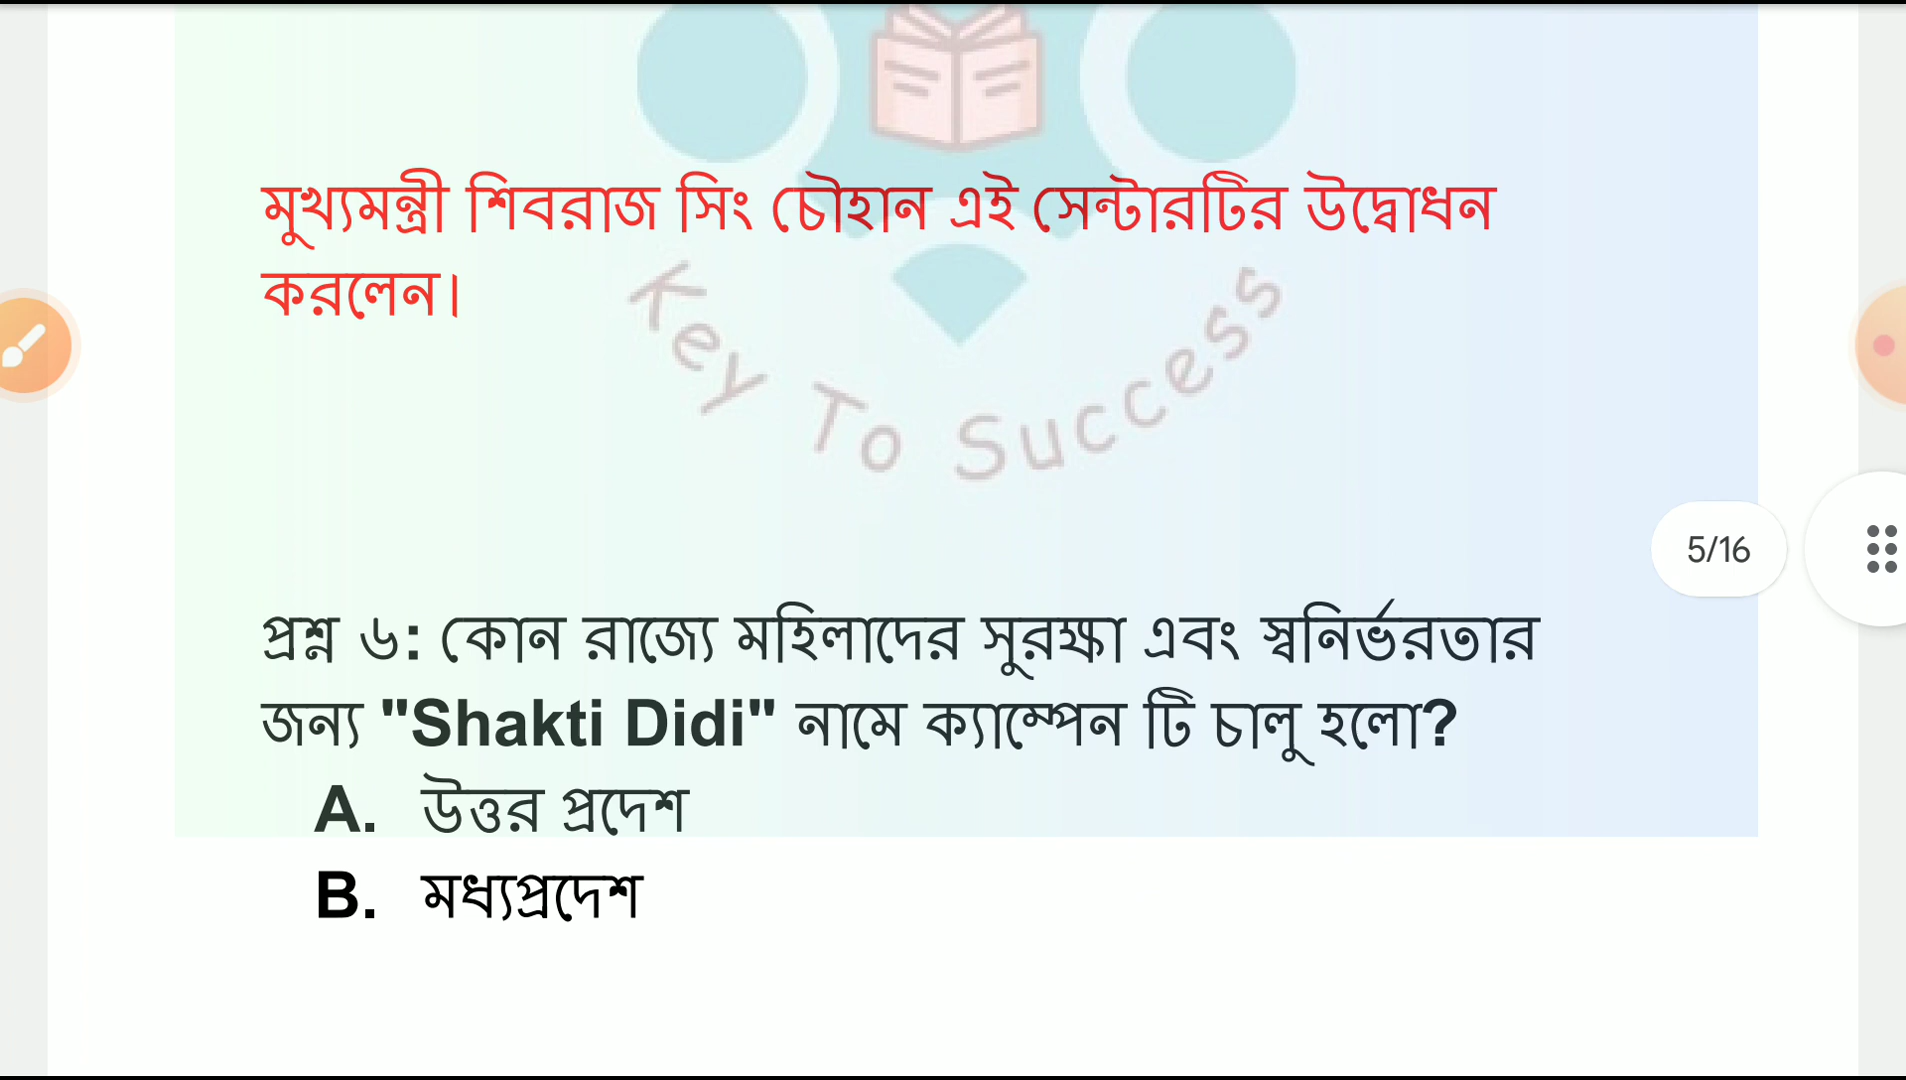 মুখ্যমন্ত্রী শিবরাজ সিং চৌহান এই সেন্টারটির উদ্বোধন
করলেন।
Key To Success
5/16
প্রশ্ন ৬: কোন রাজ্যে মহিলাদের সুরক্ষা এবং স্বনির্ভরতার
জন্য "Shakti Didi" নামে ক্যাম্পেন টি চালু হলো?
A. উত্তর প্রদেশ
B. মধ্যপ্রদেশ